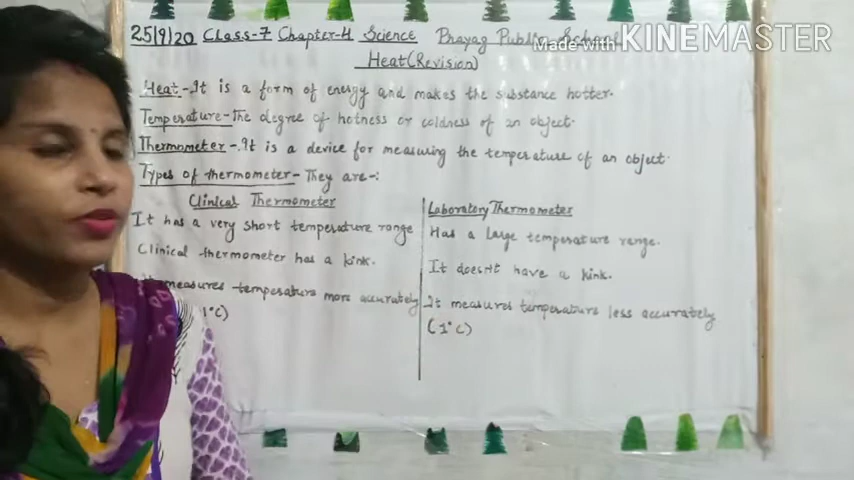 25/9/20 Class-7 Chapter-4 Science Prayag Public School
Made with KINEMASTER
Heat (Revision)
Heat-It is a form of energy and makes the substance hotter.
Temperature-The degree of hotness or coldness of an object.
Thermometer-.It is a device for measuring the temperature of an object.
Types of thermometer-They are-:
Clinical Thermometer
It has a very short temperature range
Clinical thermometer has a kink.
measures temperature more accurately
1°C)
Laboratory Thermometer
Has a large temperature range.
It doesn't have a kink.
It measures temperature less accurately
(1°C)